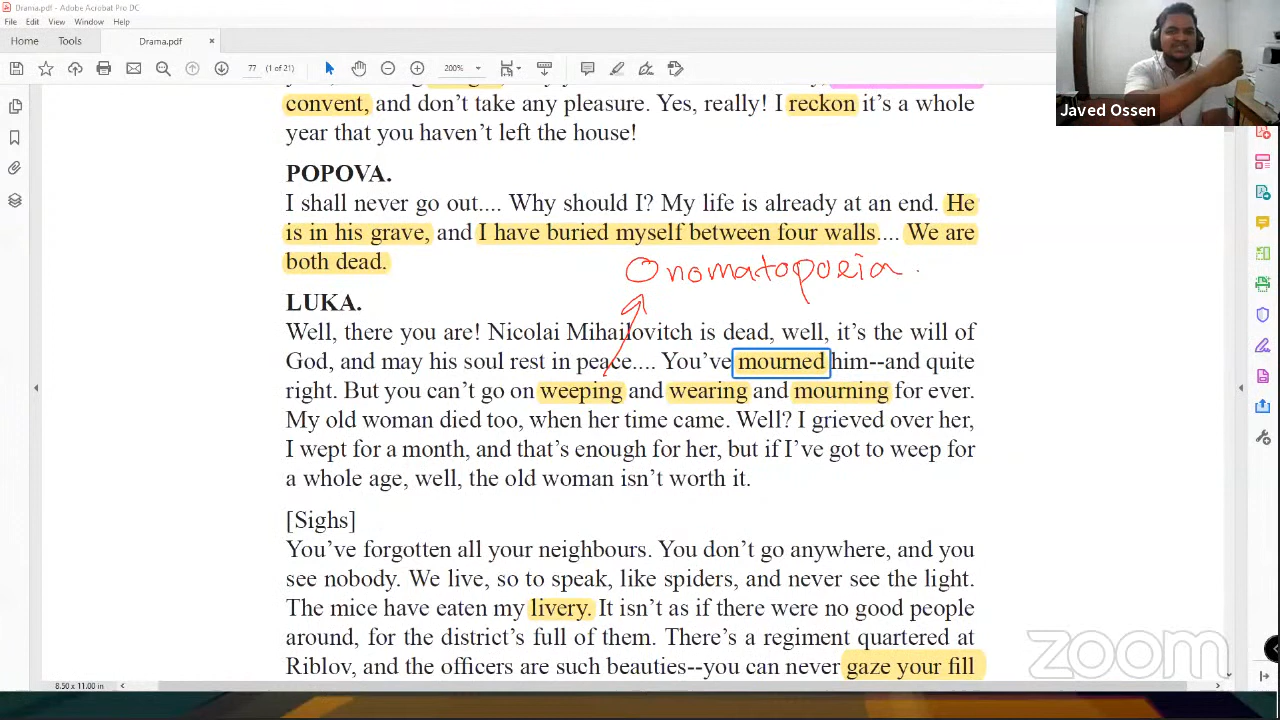 Drama.pdf - Adobe Acrobat Pro DC
File Edit View Window Help
Home Tools Drama.pdf ×
77 (1 of 21) 200%
convent, and don't take any pleasure. Yes, really! I reckon it's a whole
year that you haven't left the house!
POPOVA.
I shall never go out.... Why should I? My life is already at an end. He
is in his grave, and I have buried myself between four walls.... We are
both dead.
Onomatopoeia.
LUKA.
Well, there you are! Nicolai Mihailovitch is dead, well, it's the will of
God, and may his soul rest in peace.... You've mourned him--and quite
right. But you can't go on weeping and wearing and mourning for ever.
My old woman died too, when her time came. Well? I grieved over her,
I wept for a month, and that's enough for her, but if I've got to weep for
a whole age, well, the old woman isn't worth it.
[Sighs]
You've forgotten all your neighbours. You don't go anywhere, and you
see nobody. We live, so to speak, like spiders, and never see the light.
The mice have eaten my livery. It isn't as if there were no good people
around, for the district's full of them. There's a regiment quartered at
Riblov, and the officers are such beauties--you can never gaze your fill
8.50 x 11.00 in
Javed Ossen
zoom